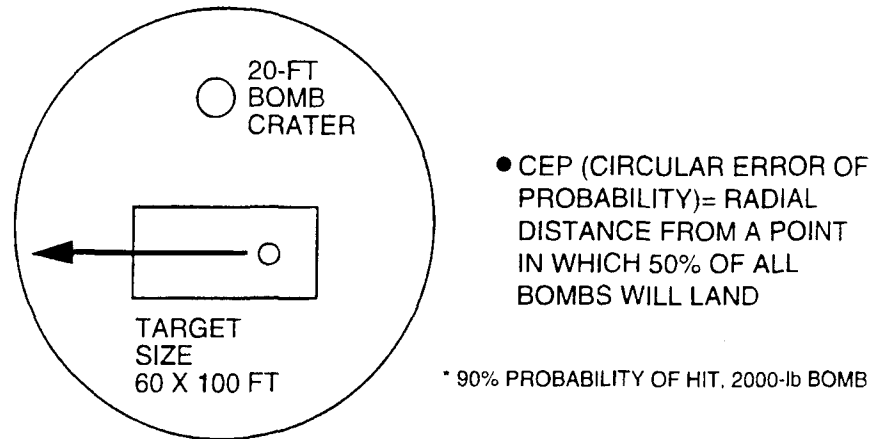 20-FT
BOMB
CRATER
TARGET
SIZE
60 X 100 FT
● CEP (CIRCULAR ERROR OF
PROBABILITY)= RADIAL
DISTANCE FROM A POINT
IN WHICH 50% OF ALL
BOMBS WILL LAND
* 90% PROBABILITY OF HIT, 2000-lb BOMB